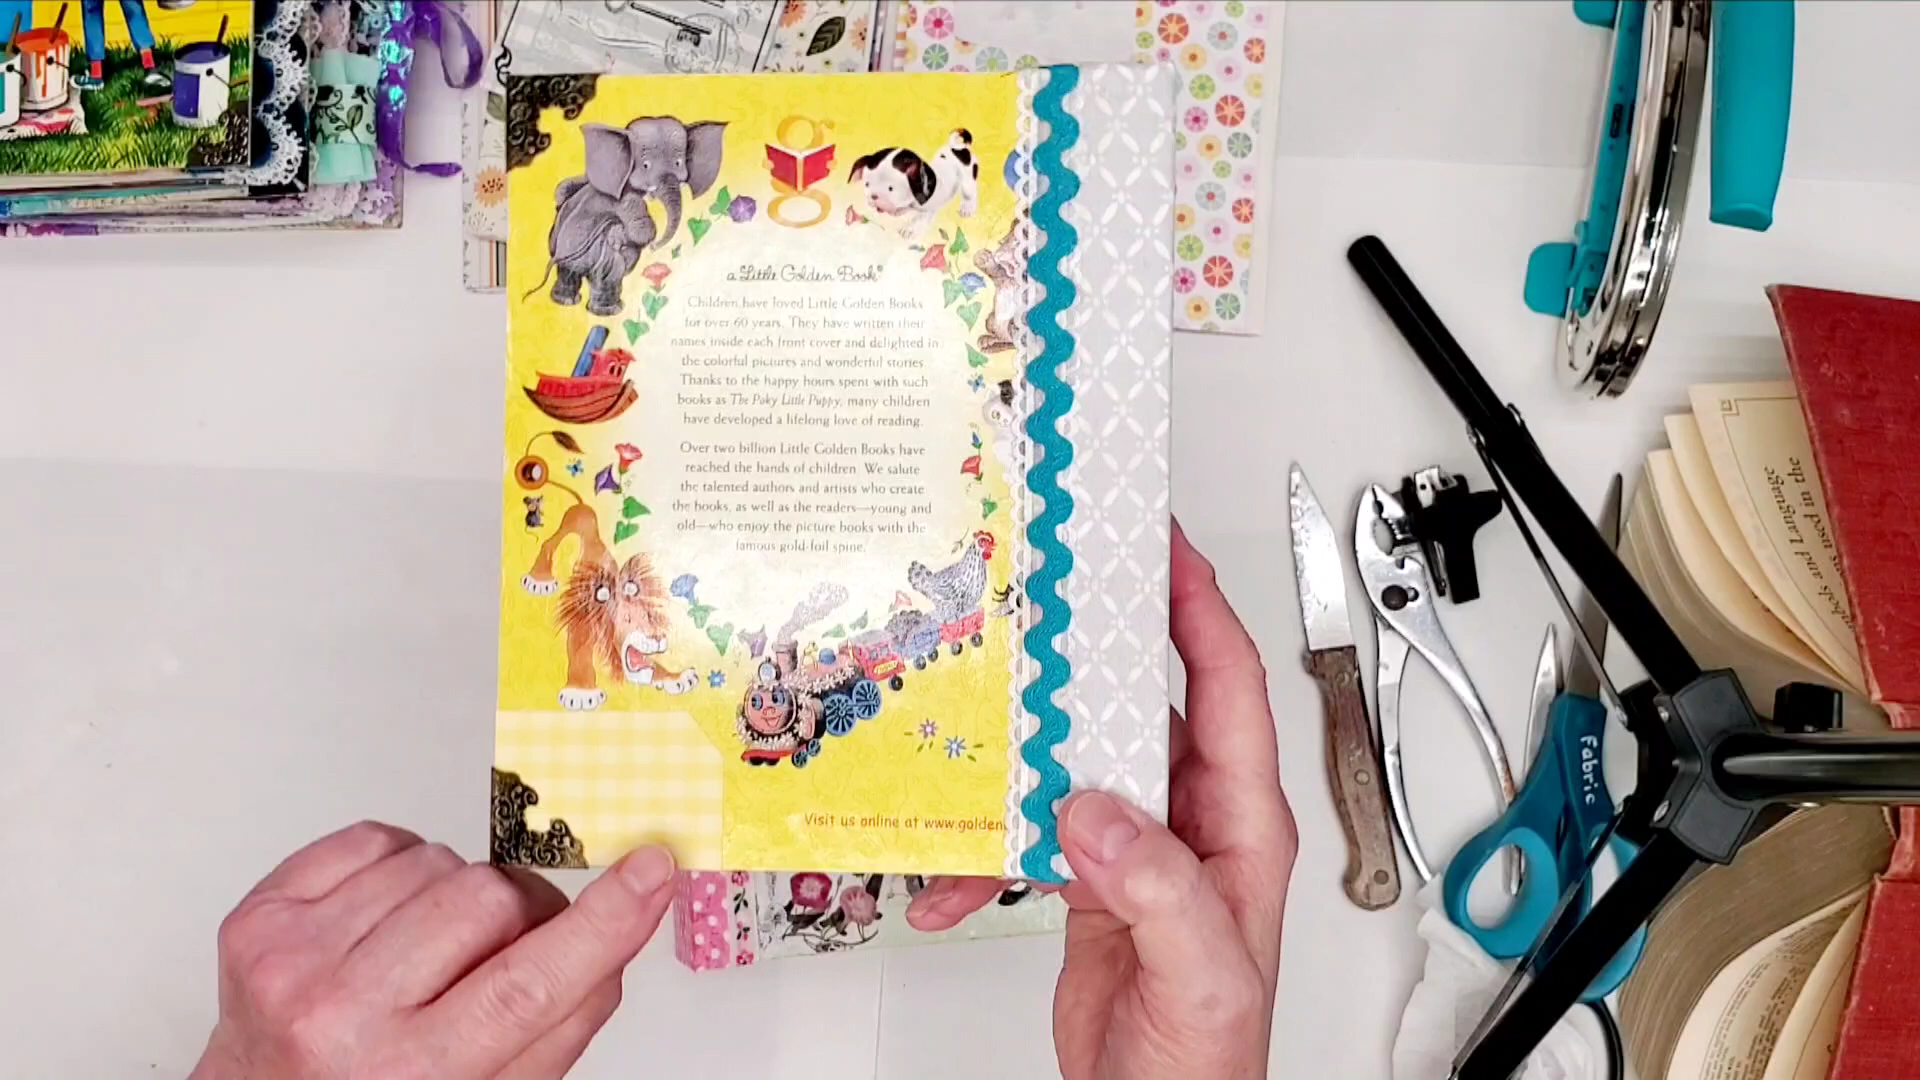 g
a Little Golden Book®
Children have loved Little Golden Books
for over 60 years. They have written their
names inside each front cover and delighted in
the colorful pictures and wonderful stories.
Thanks to the happy hours spent with such
books as The Poky Little Puppy, many children
have developed a lifelong love of reading.
Over two billion Little Golden Books have
reached the hands of children. We salute
the talented authors and artists who create
the books, as well as the readers—young and
old—who enjoy the picture books with the
famous gold-foil spine.
Visit us online at www.golden
Fabric
and Language
used in the